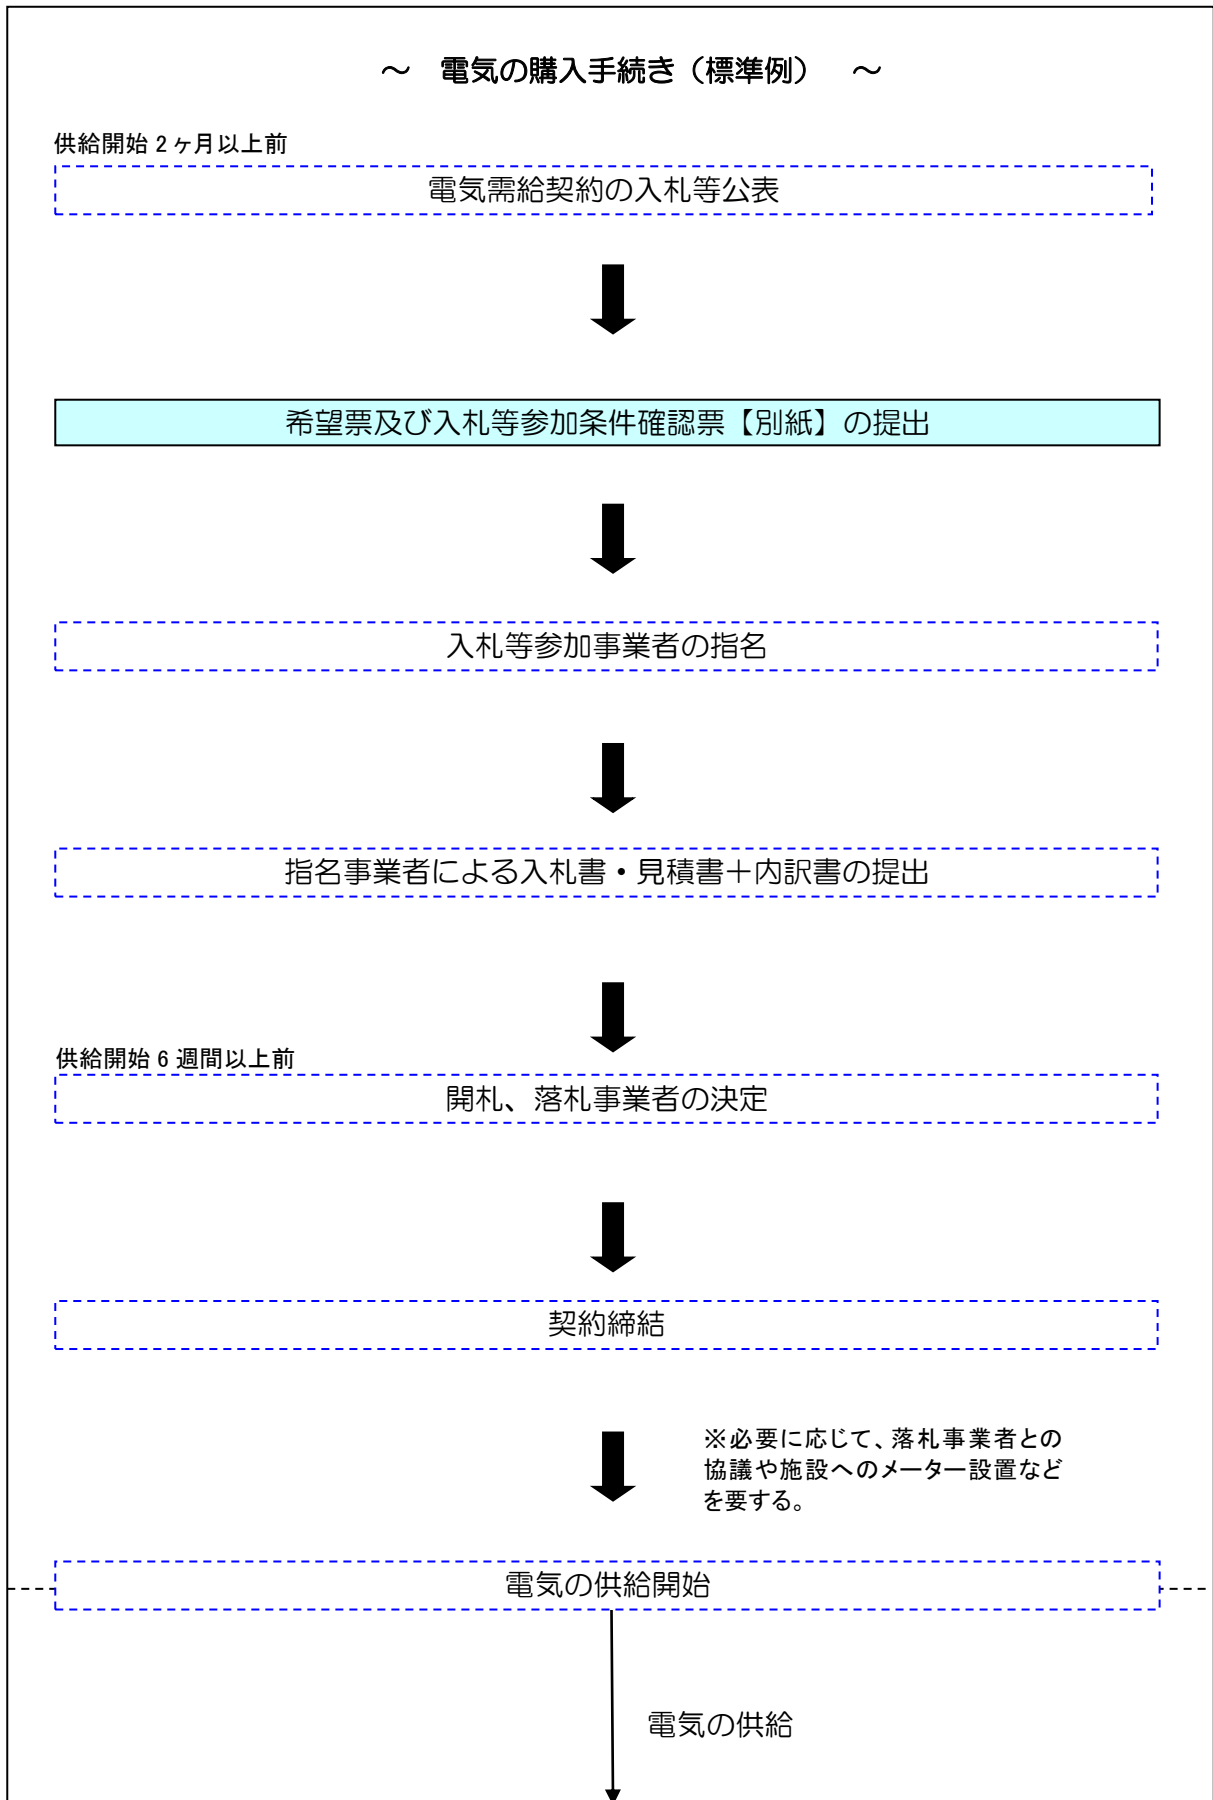 ～　電気の購入手続き（標準例）　～
供給開始 2 ヶ月以上前
電気需給契約の入札等公表
希望票及び入札等参加条件確認票【別紙】の提出
入札等参加事業者の指名
指名事業者による入札書・見積書＋内訳書の提出
供給開始 6 週間以上前
開札、落札事業者の決定
契約締結
※必要に応じて、落札事業者との
協議や施設へのメーター設置など
を要する。
電気の供給開始
電気の供給